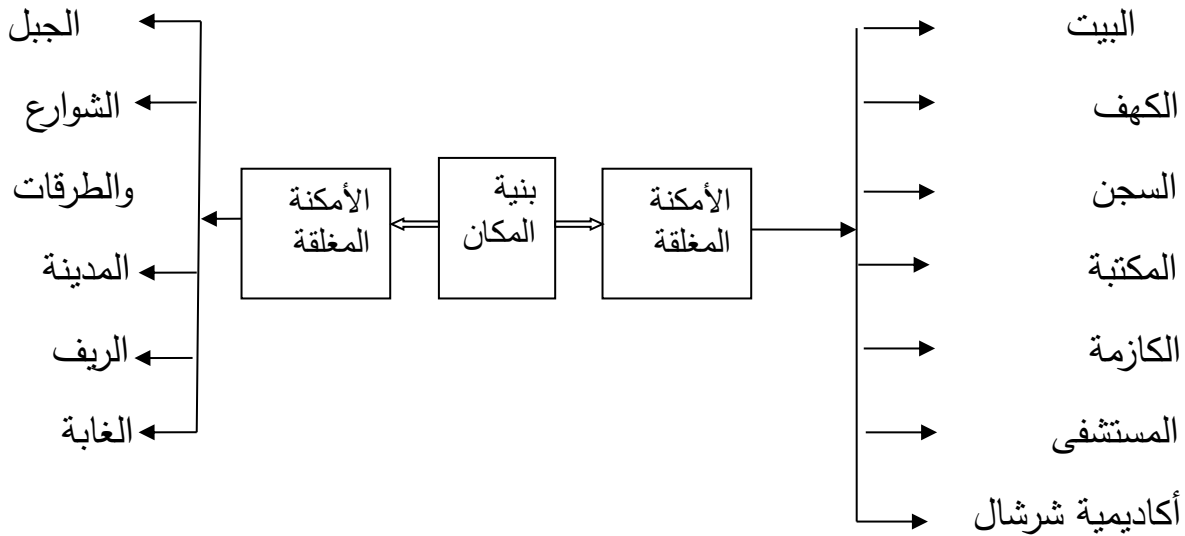 البيت
الكهف
السجن
المكتبة
الكازمة
المستشفى
أكاديمية شرشال
الأمكنة
المغلقة
بنية
المكان
الأمكنة
المغلقة
الجبل
الشوارع
والطرقات
المدينة
الريف
الغابة